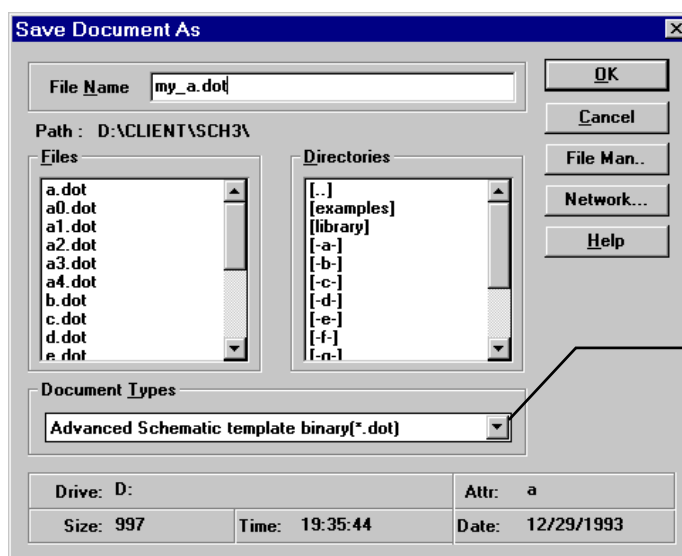 Save Document As
File Name my_a.dot
OK
Path : D:\CLIENT\SCH3\
Cancel
Files
Directories
File Man..
a.dot
a0.dot
a1.dot
a2.dot
a3.dot
a4.dot
b.dot
c.dot
d.dot
e.dot
[..]
[examples]
[library]
[-a-]
[-b-]
[-c-]
[-d-]
[-e-]
[-f-]
[-g-]
Network...
Help
Document Types
Advanced Schematic template binary(*.dot)
Drive: D:
Attr: a
Size: 997
Time: 19:35:44
Date: 12/29/1993